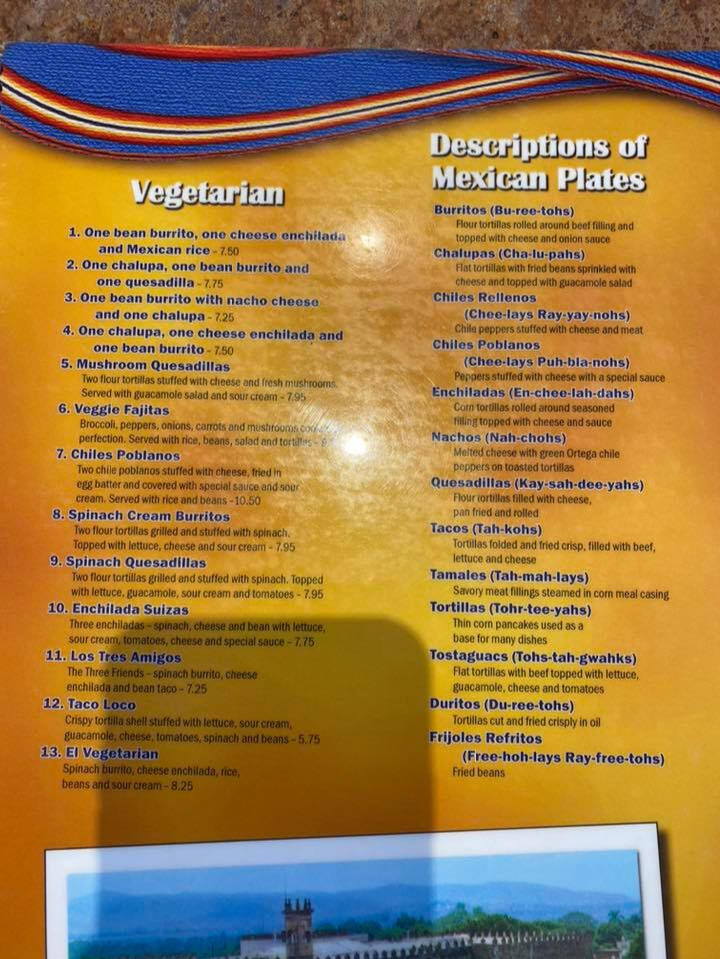 Vegetarian
1. One bean burrito, one cheese enchilada
and Mexican rice - 7.50
2. One chalupa, one bean burrito and
one quesadilla - 7.75
3. One bean burrito with nacho cheese
and one chalupa - 7.25
4. One chalupa, one cheese enchilada and
one bean burrito - 7.50
5. Mushroom Quesadillas
Two flour tortillas stuffed with cheese and fresh mushrooms.
Served with guacamole salad and sour cream - 7.95
6. Veggie Fajitas
Broccoli, peppers, onions, carrots and mushrooms
perfection. Served with rice, beans, salad and tortillas -
7. Chiles Poblanos
Two chile poblanos stuffed with cheese, fried in
egg batter and covered with special sauce and sour
cream. Served with rice and beans -10.50
8. Spinach Cream Burritos
Two flour tortillas grilled and stuffed with spinach.
Topped with lettuce, cheese and sour cream - 7.95
9. Spinach Quesadillas
Two flour tortillas grilled and stuffed with spinach. Topped
with lettuce, guacamole, sour cream and tomatoes - 7.95
10. Enchilada Suizas
Three enchiladas - spinach, cheese and bean with lettuce,
sour cream, tomatoes, cheese and special sauce - 7.75
11. Los Tres Amigos
The Three Friends - spinach burrito, cheese
enchilada and bean taco - 7.25
12. Taco Loco
Crispy tortilla shell stuffed with lettuce, sour cream,
guacamole, cheese, tomatoes, spinach and beans - 5.75
13. El Vegetarian
Spinach burrito, cheese enchilada, rice,
beans and sour cream - 8.25
Descriptions of
Mexican Plates
Burritos (Bu-ree-tohs)
Flour tortillas rolled around beef filling and
topped with cheese and onion sauce
Chalupas (Cha-lu-pahs)
Flat tortillas with fried beans sprinkled with
cheese and topped with guacamole salad
Chiles Rellenos
(Chee-lays Ray-yay-nohs)
Chile peppers stuffed with cheese and meat
Chiles Poblanos
(Chee-lays Puh-bla-nohs)
Peppers stuffed with cheese with a special sauce
Enchiladas (En-chee-lah-dahs)
Corn tortillas rolled around seasoned
filling topped with cheese and sauce
Nachos (Nah-chohs)
Melted cheese with green Ortega chile
peppers on toasted tortillas
Quesadillas (Kay-sah-dee-yahs)
Flour tortillas filled with cheese,
pan fried and rolled
Tacos (Tah-kohs)
Tortillas folded and fried crisp, filled with beef,
lettuce and cheese
Tamales (Tah-mah-lays)
Savory meat fillings steamed in corn meal casing
Tortillas (Tohr-tee-yahs)
Thin corn pancakes used as a
base for many dishes
Tostaguacs (Tohs-tah-gwahks)
Flat tortillas with beef topped with lettuce,
guacamole, cheese and tomatoes
Duritos (Du-ree-tohs)
Tortillas cut and fried crisply in oil
Frijoles Refritos
(Free-hoh-lays Ray-free-tohs)
Fried beans